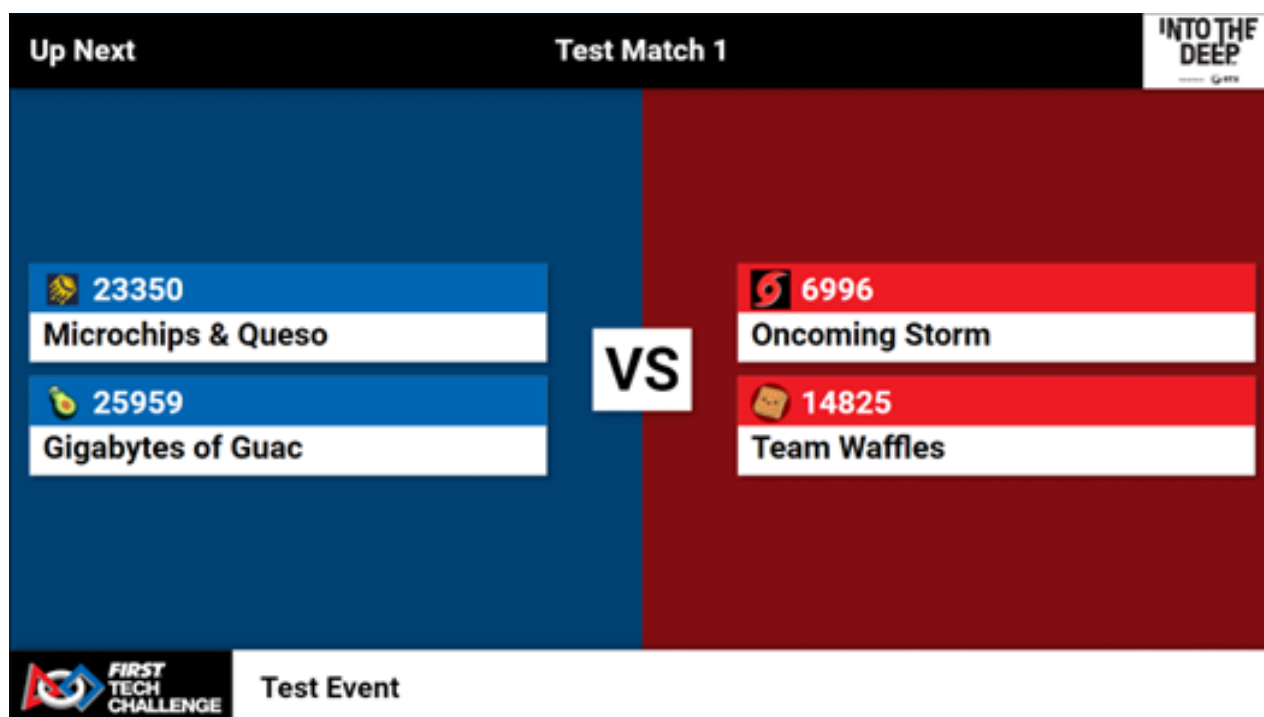 Up Next
Test Match 1
INTO THE
DEEP
23350
Microchips & Queso
25959
Gigabytes of Guac
VS
6996
Oncoming Storm
14825
Team Waffles
FIRST
TECH
CHALLENGE
Test Event